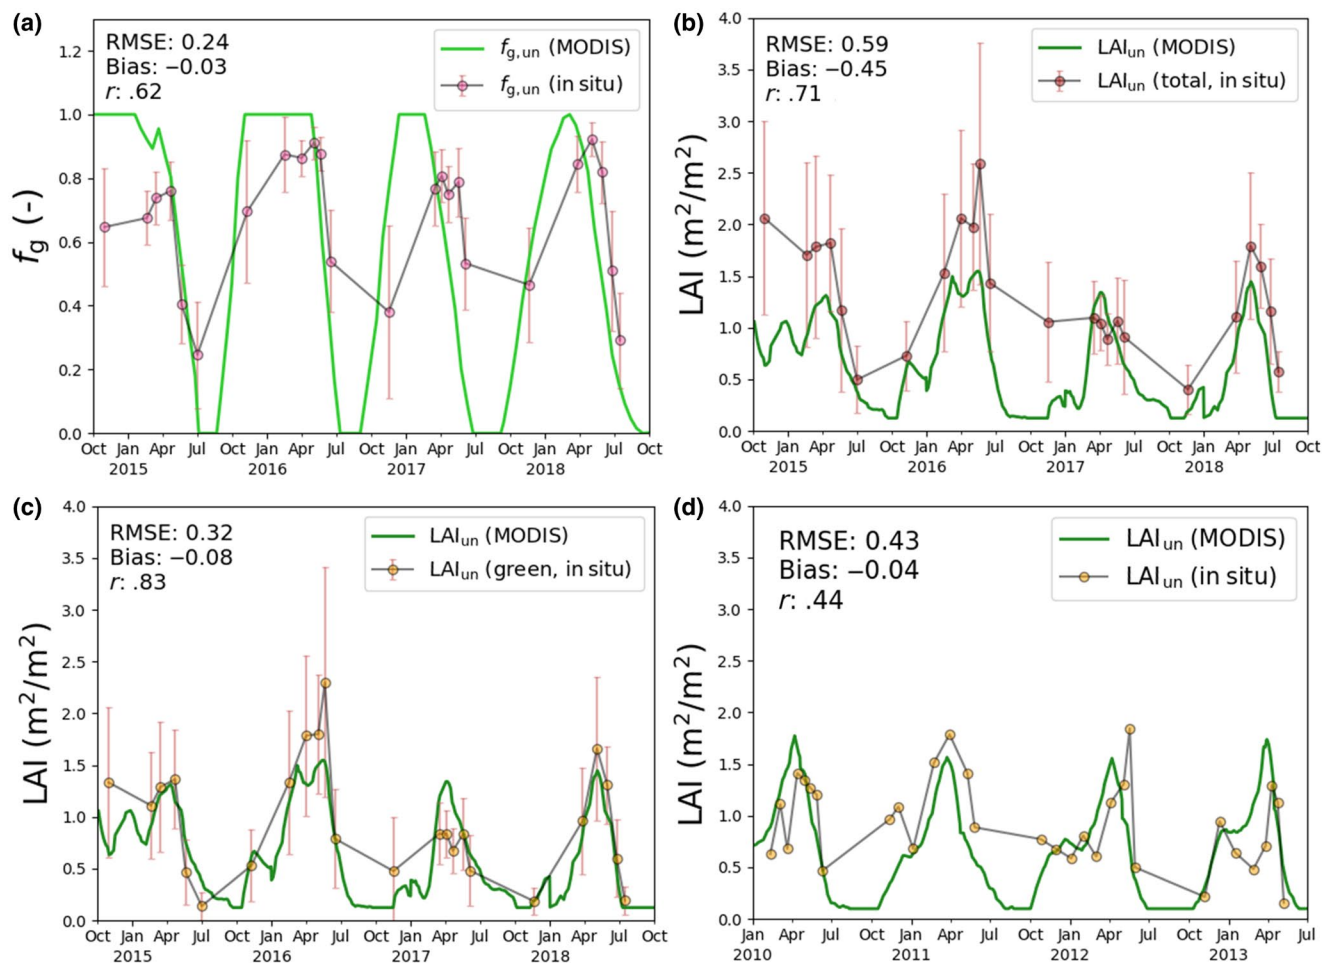 (a)
RMSE: 0.24
Bias: −0.03
r: .62
f_g,un (MODIS)
f_g,un (in situ)
f_g (-)
1.2
1.0
0.8
0.6
0.4
0.2
0.0
Oct Jan Apr Jul Oct Jan Apr Jul Oct Jan Apr Jul Oct Jan Apr Jul Oct
2015 2016 2017 2018
(b)
RMSE: 0.59
Bias: −0.45
r: .71
LAI_un (MODIS)
LAI_un (total, in situ)
LAI (m²/m²)
4.0
3.5
3.0
2.5
2.0
1.5
1.0
0.5
0.0
Oct Jan Apr Jul Oct Jan Apr Jul Oct Jan Apr Jul Oct Jan Apr Jul Oct
2015 2016 2017 2018
(c)
RMSE: 0.32
Bias: −0.08
r: .83
LAI_un (MODIS)
LAI_un (green, in situ)
LAI (m²/m²)
4.0
3.5
3.0
2.5
2.0
1.5
1.0
0.5
0.0
Oct Jan Apr Jul Oct Jan Apr Jul Oct Jan Apr Jul Oct Jan Apr Jul Oct
2015 2016 2017 2018
(d)
RMSE: 0.43
Bias: −0.04
r: .44
LAI_un (MODIS)
LAI_un (in situ)
LAI (m²/m²)
4.0
3.5
3.0
2.5
2.0
1.5
1.0
0.5
0.0
Jan Apr Jul Oct Jan Apr Jul Oct Jan Apr Jul Oct Jan Apr Jul
2010 2011 2012 2013